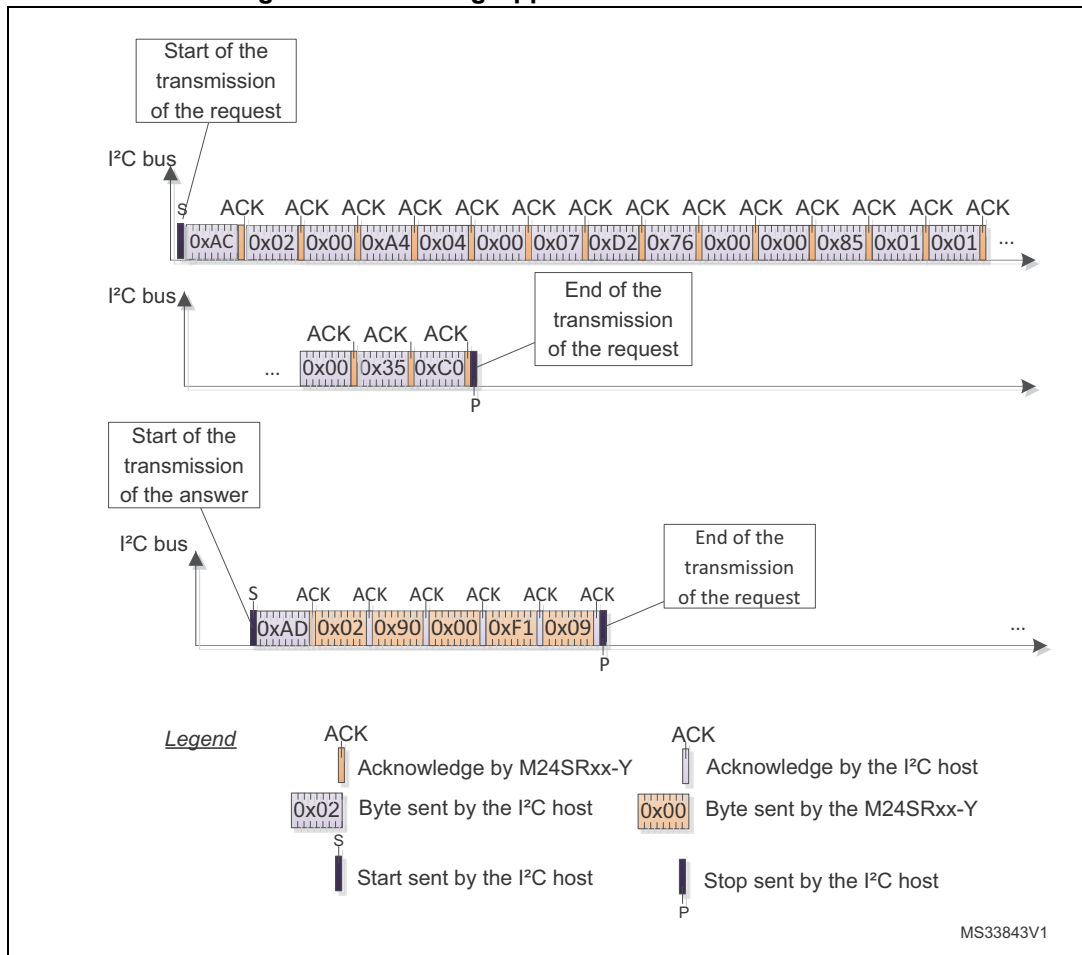 Start of the
transmission
of the request
I²C bus
S ACK ACK ACK ACK ACK ACK ACK ACK ACK ACK ACK ACK ACK ACK
0xAC 0x02 0x00 0xA4 0x04 0x00 0x07 0xD2 0x76 0x00 0x00 0x85 0x01 0x01 ...
End of the
transmission
of the request
I²C bus
ACK ACK ACK
... 0x00 0x35 0xC0
P
Start of the
transmission
of the answer
End of the
transmission
of the request
I²C bus
S ACK ACK ACK ACK ACK ACK
0xAD 0x02 0x90 0x00 0xF1 0x09 ...
P
Legend
ACK
Acknowledge by M24SRxx-Y
ACK
Acknowledge by the I²C host
0x02 Byte sent by the I²C host
0x00 Byte sent by the M24SRxx-Y
S
Start sent by the I²C host
Stop sent by the I²C host
P
MS33843V1